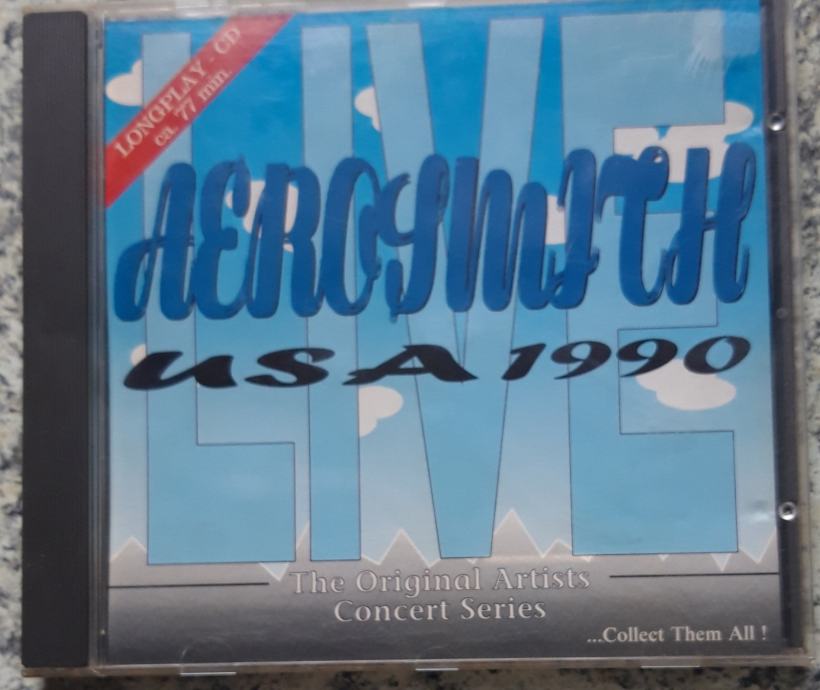 LIVE
LONGPLAY - CD
ca. 77 min.
AEROSMITH
USA 1990
The Original Artists
Concert Series
...Collect Them All !